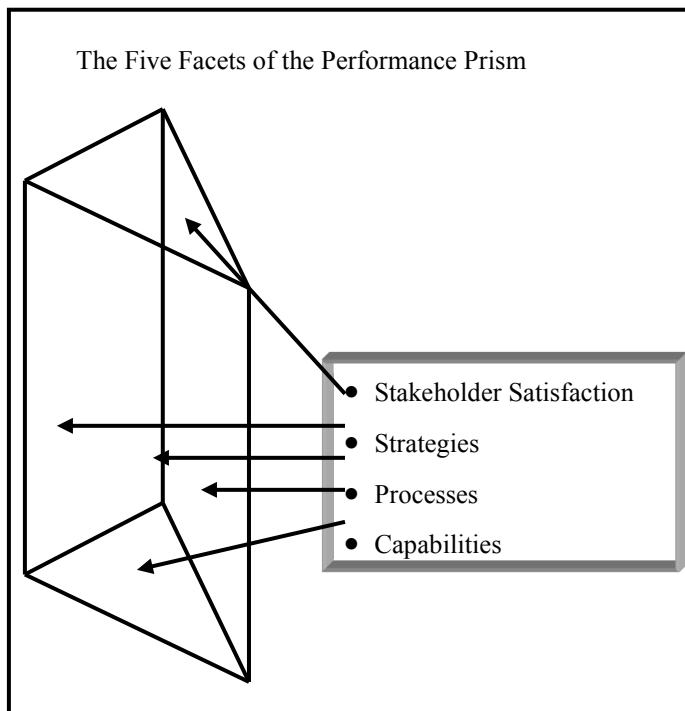 The Five Facets of the Performance Prism
● Stakeholder Satisfaction
● Strategies
● Processes
● Capabilities